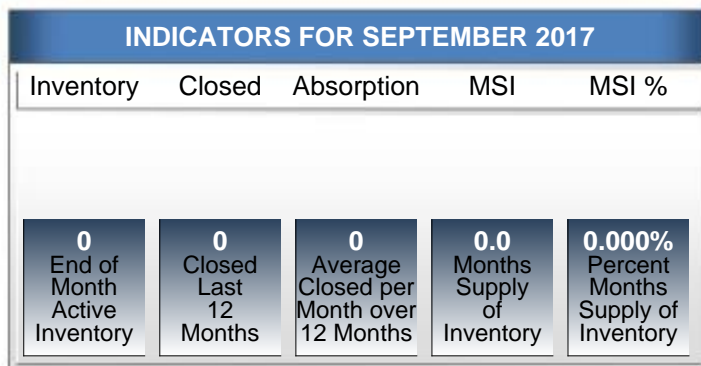 INDICATORS FOR SEPTEMBER 2017
Inventory Closed Absorption MSI MSI %
0
End of
Month
Active
Inventory
0
Closed
Last
12
Months
0
Average
Closed per
Month over
12 Months
0.0
Months
Supply
of
Inventory
0.000%
Percent
Months
Supply of
Inventory